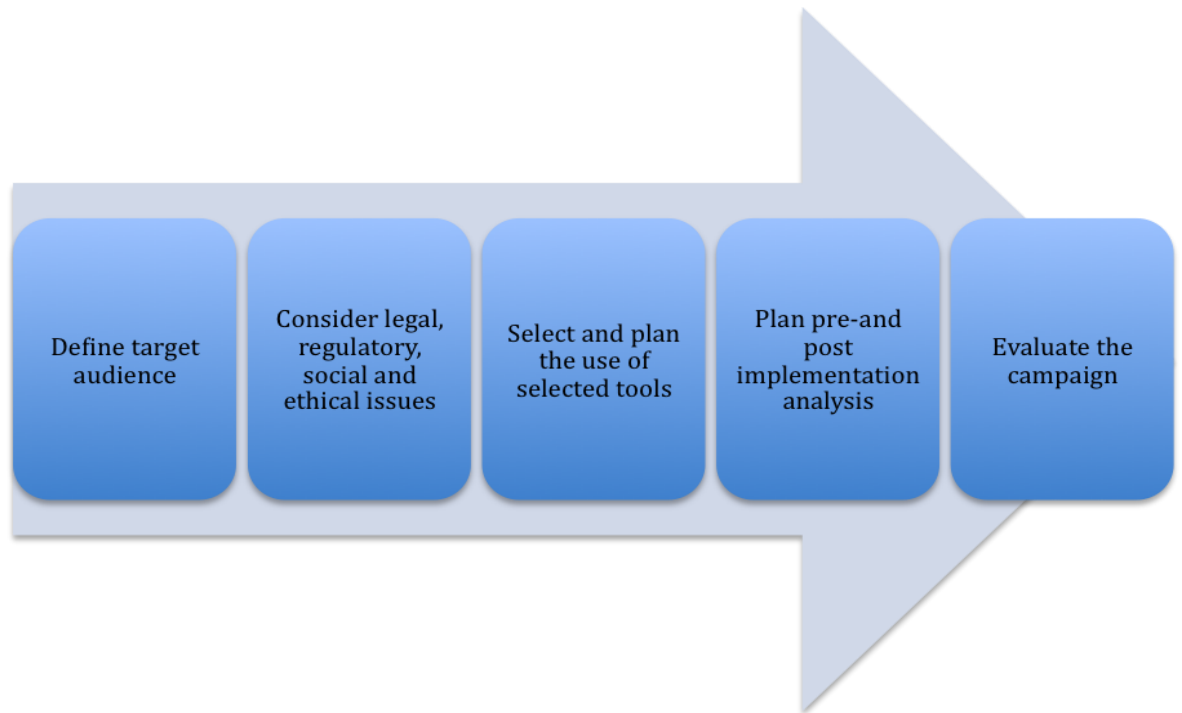 Define target
audience
Consider legal,
regulatory,
social and
ethical issues
Select and plan
the use of
selected tools
Plan pre-and
post
implementation
analysis
Evaluate the
campaign